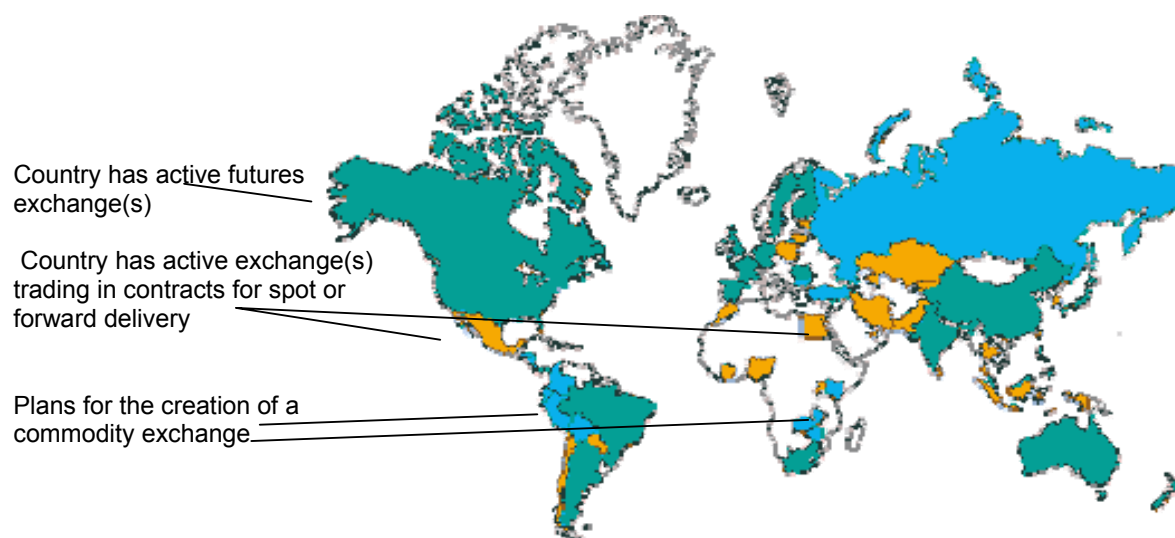 Country has active futures
exchange(s)
Country has active exchange(s)
trading in contracts for spot or
forward delivery
Plans for the creation of a
commodity exchange